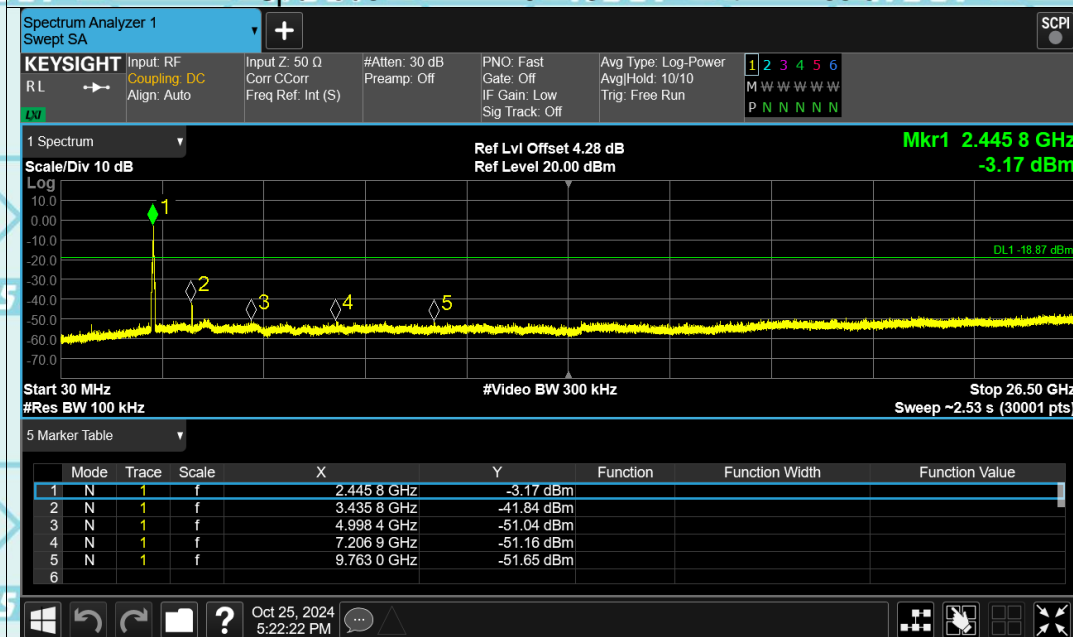 Spectrum Analyzer 1
Swept SA
+
SCPI
KEYSIGHT
RL
LXI
Input: RF
Coupling: DC
Align: Auto
Input Z: 50 Ω
Corr CCorr
Freq Ref: Int (S)
#Atten: 30 dB
Preamp: Off
PNO: Fast
Gate: Off
IF Gain: Low
Sig Track: Off
Avg Type: Log-Power
Avg|Hold: 10/10
Trig: Free Run
1 2 3 4 5 6
M W W W W W
P N N N N N
1 Spectrum
Scale/Div 10 dB
Ref Lvl Offset 4.28 dB
Ref Level 20.00 dBm
Mkr1 2.445 8 GHz
-3.17 dBm
Log
10.0
0.00
-10.0
-20.0
-30.0
-40.0
-50.0
-60.0
-70.0
1
2
3
4
5
DL1 -18.87 dBm
Start 30 MHz
#Video BW 300 kHz
Stop 26.50 GHz
#Res BW 100 kHz
Sweep ~2.53 s (30001 pts)
5 Marker Table
Mode Trace Scale X Y Function Function Width Function Value
1 N 1 f 2.445 8 GHz -3.17 dBm
2 N 1 f 3.435 8 GHz -41.84 dBm
3 N 1 f 4.998 4 GHz -51.04 dBm
4 N 1 f 7.206 9 GHz -51.16 dBm
5 N 1 f 9.763 0 GHz -51.65 dBm
6
?
Oct 25, 2024
5:22:22 PM